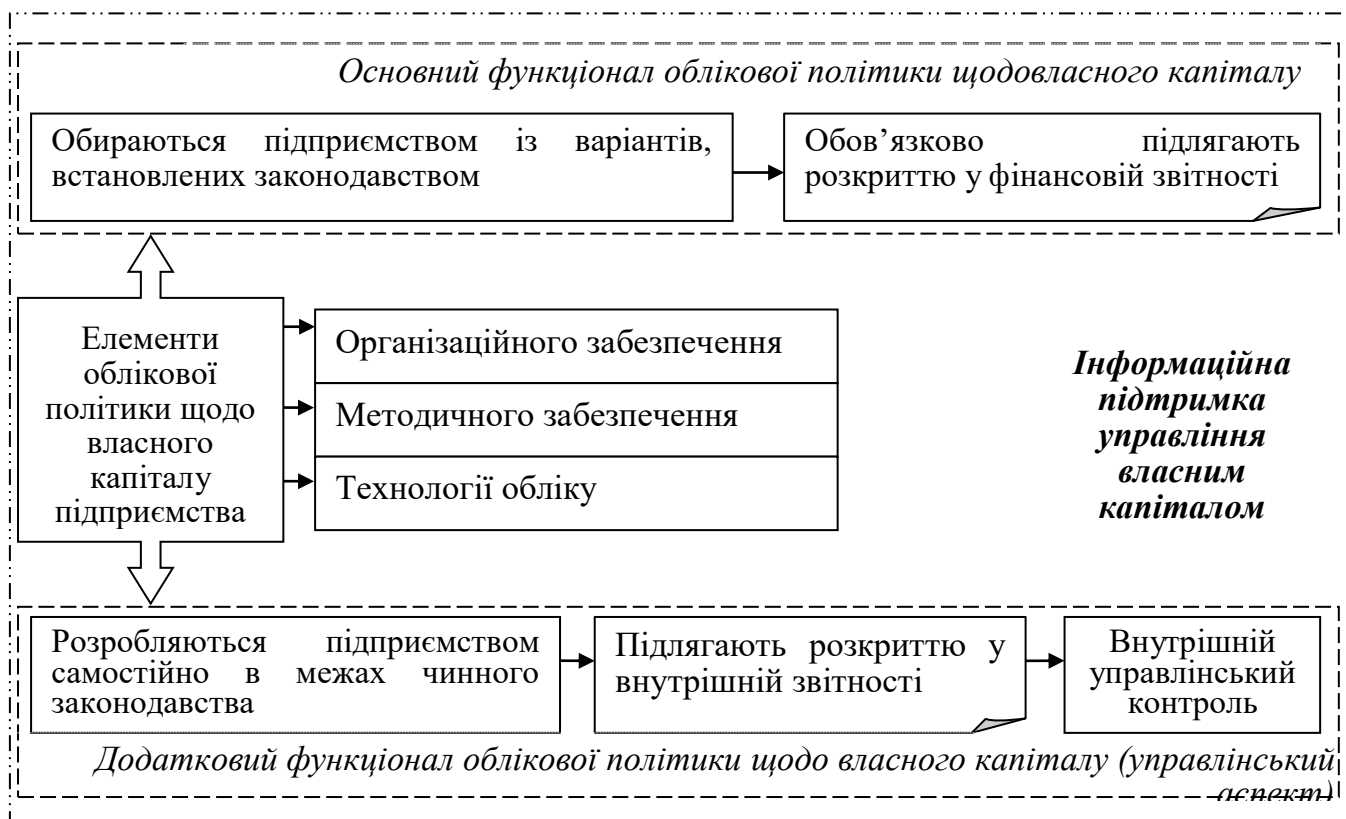 Основний функціонал облікової політики щодовласного капіталу
Обираються підприємством із варіантів,
встановлених законодавством
Обов’язково підлягають
розкриттю у фінансовій звітності
Елементи
облікової
політики щодо
власного
капіталу
підприємства
Організаційного забезпечення
Методичного забезпечення
Технології обліку
Інформаційна
підтримка
управління
власним
капіталом
Розробляються підприємством
самостійно в межах чинного
законодавства
Підлягають розкриттю у
внутрішній звітності
Внутрішній
управлінський
контроль
Додатковий функціонал облікової політики щодо власного капіталу (управлінський
аспект)